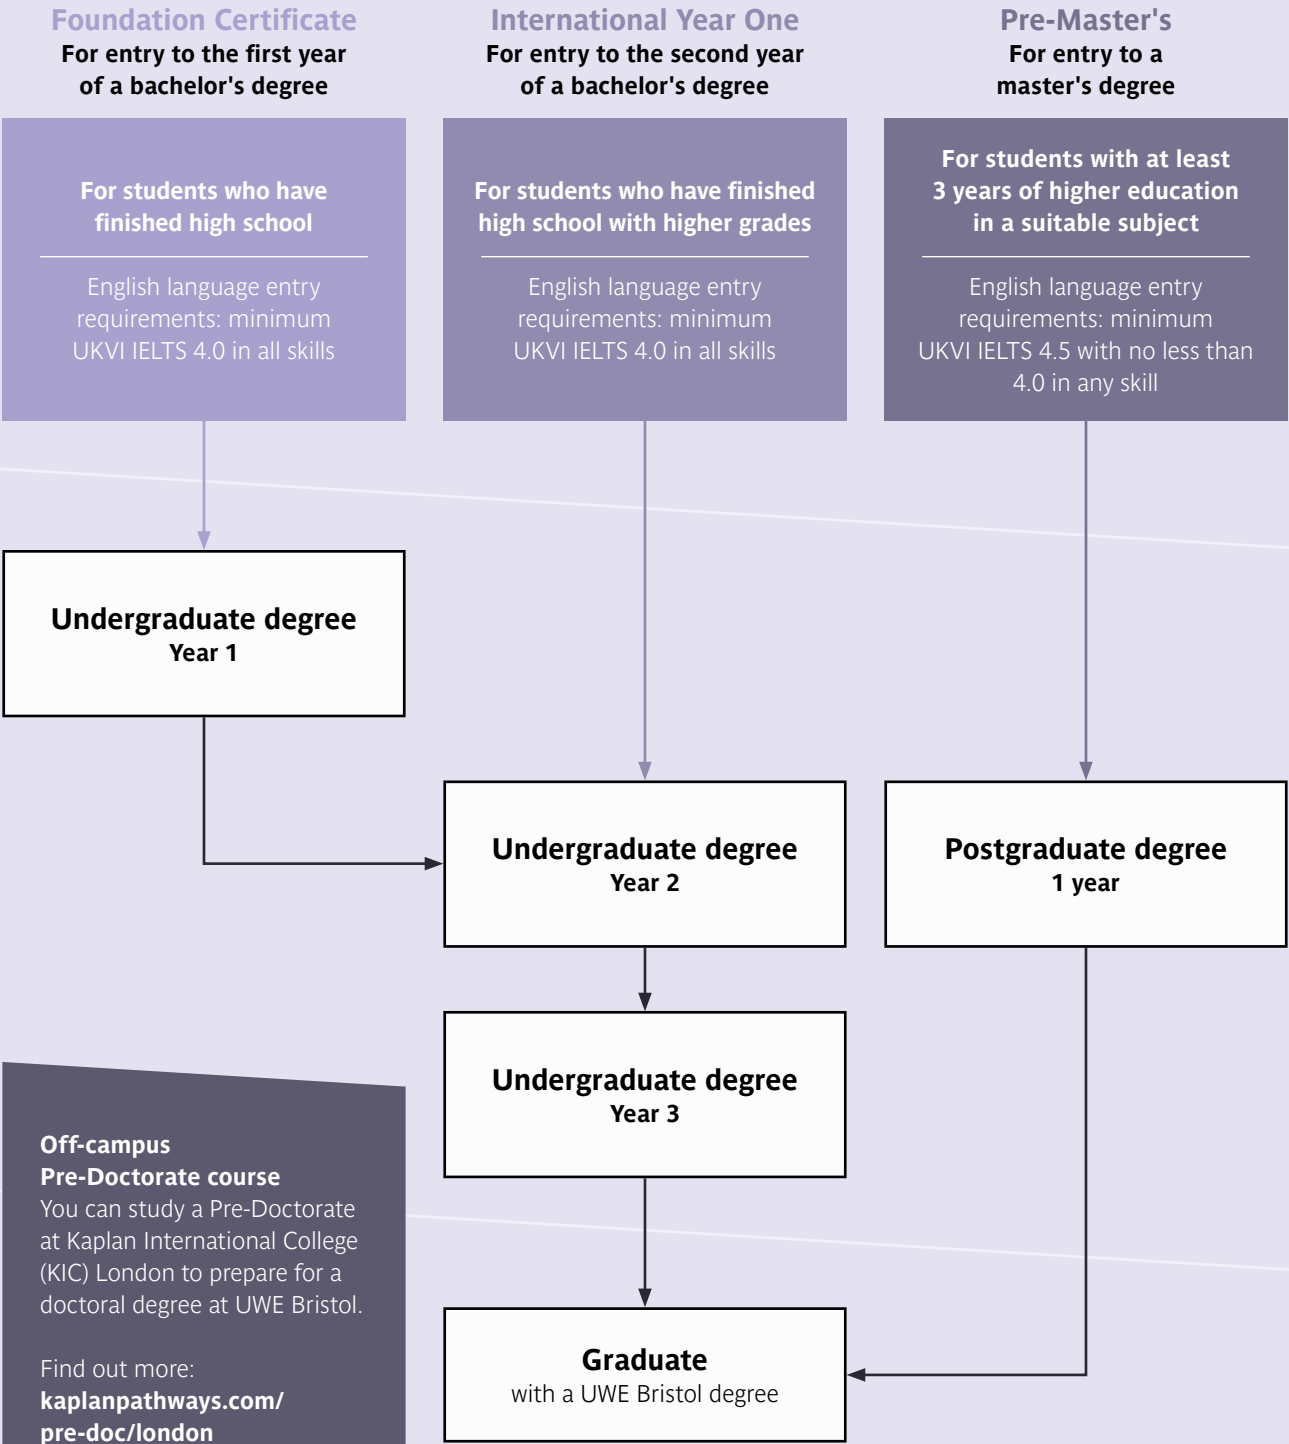 Foundation Certificate
For entry to the first year
of a bachelor's degree
International Year One
For entry to the second year
of a bachelor's degree
Pre-Master's
For entry to a
master's degree
For students who have
finished high school
English language entry
requirements: minimum
UKVI IELTS 4.0 in all skills
For students who have finished
high school with higher grades
English language entry
requirements: minimum
UKVI IELTS 4.0 in all skills
For students with at least
3 years of higher education
in a suitable subject
English language entry
requirements: minimum
UKVI IELTS 4.5 with no less than
4.0 in any skill
Undergraduate degree
Year 1
Undergraduate degree
Year 2
Postgraduate degree
1 year
Undergraduate degree
Year 3
Off-campus
Pre-Doctorate course
You can study a Pre-Doctorate
at Kaplan International College
(KIC) London to prepare for a
doctoral degree at UWE Bristol.
Find out more:
kaplanpathways.com/
pre-doc/london
Graduate
with a UWE Bristol degree